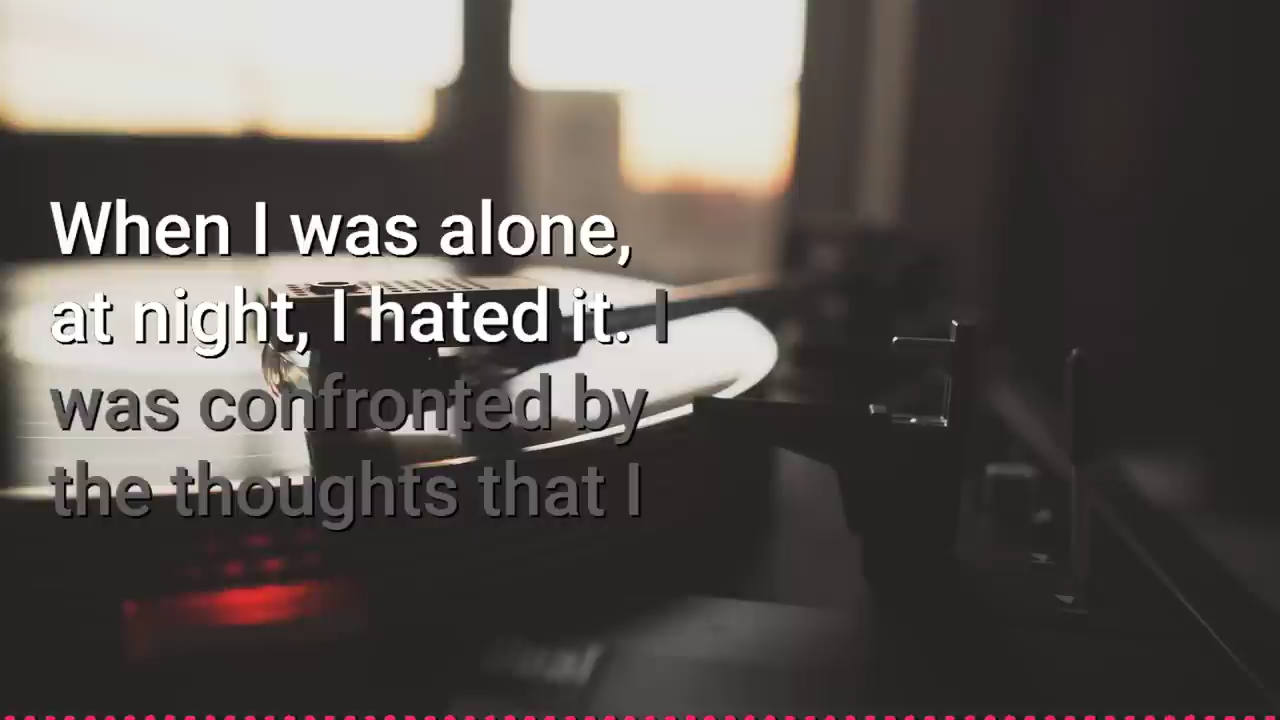 When I was alone,
at night, I hated it. I
was confronted by
the thoughts that I